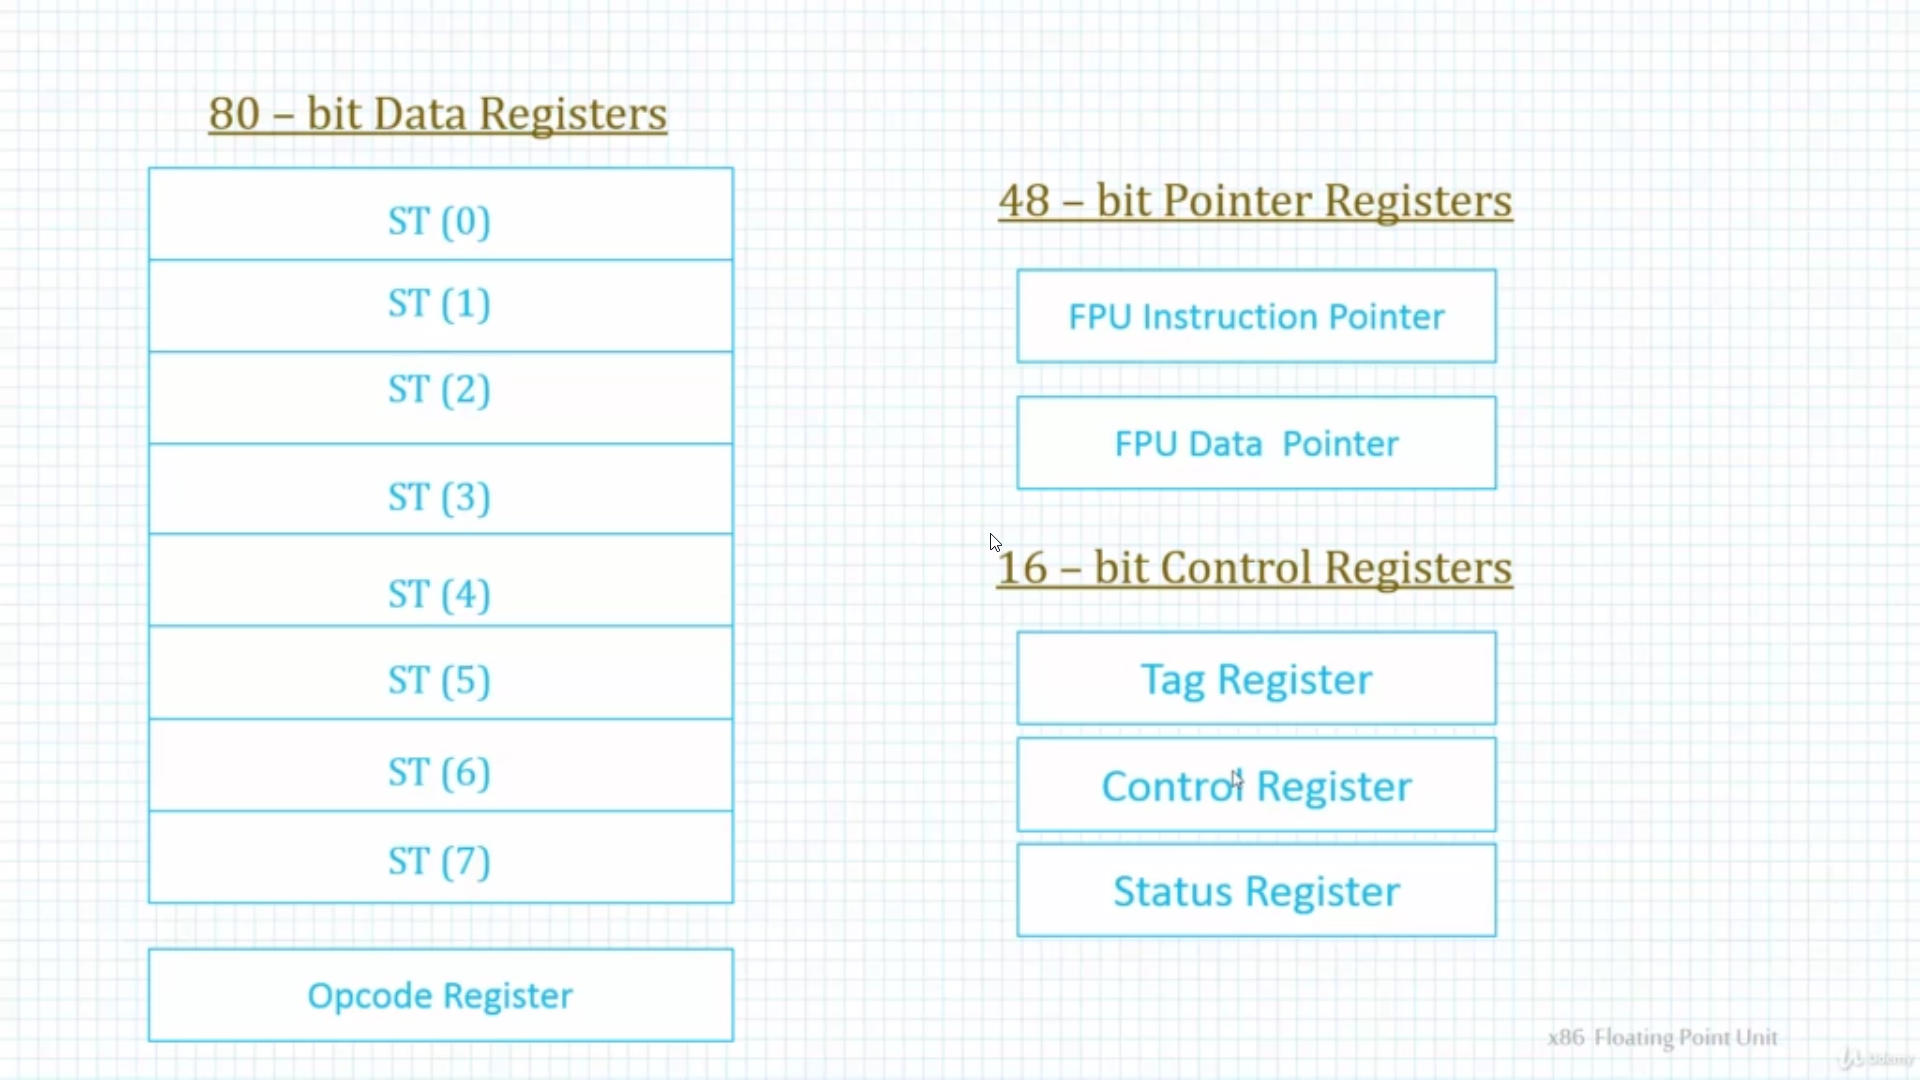 80 – bit Data Registers
ST (0)
ST (1)
ST (2)
ST (3)
ST (4)
ST (5)
ST (6)
ST (7)
Opcode Register
48 – bit Pointer Registers
FPU Instruction Pointer
FPU Data Pointer
16 – bit Control Registers
Tag Register
Control Register
Status Register
x86 Floating Point Unit
Udemy